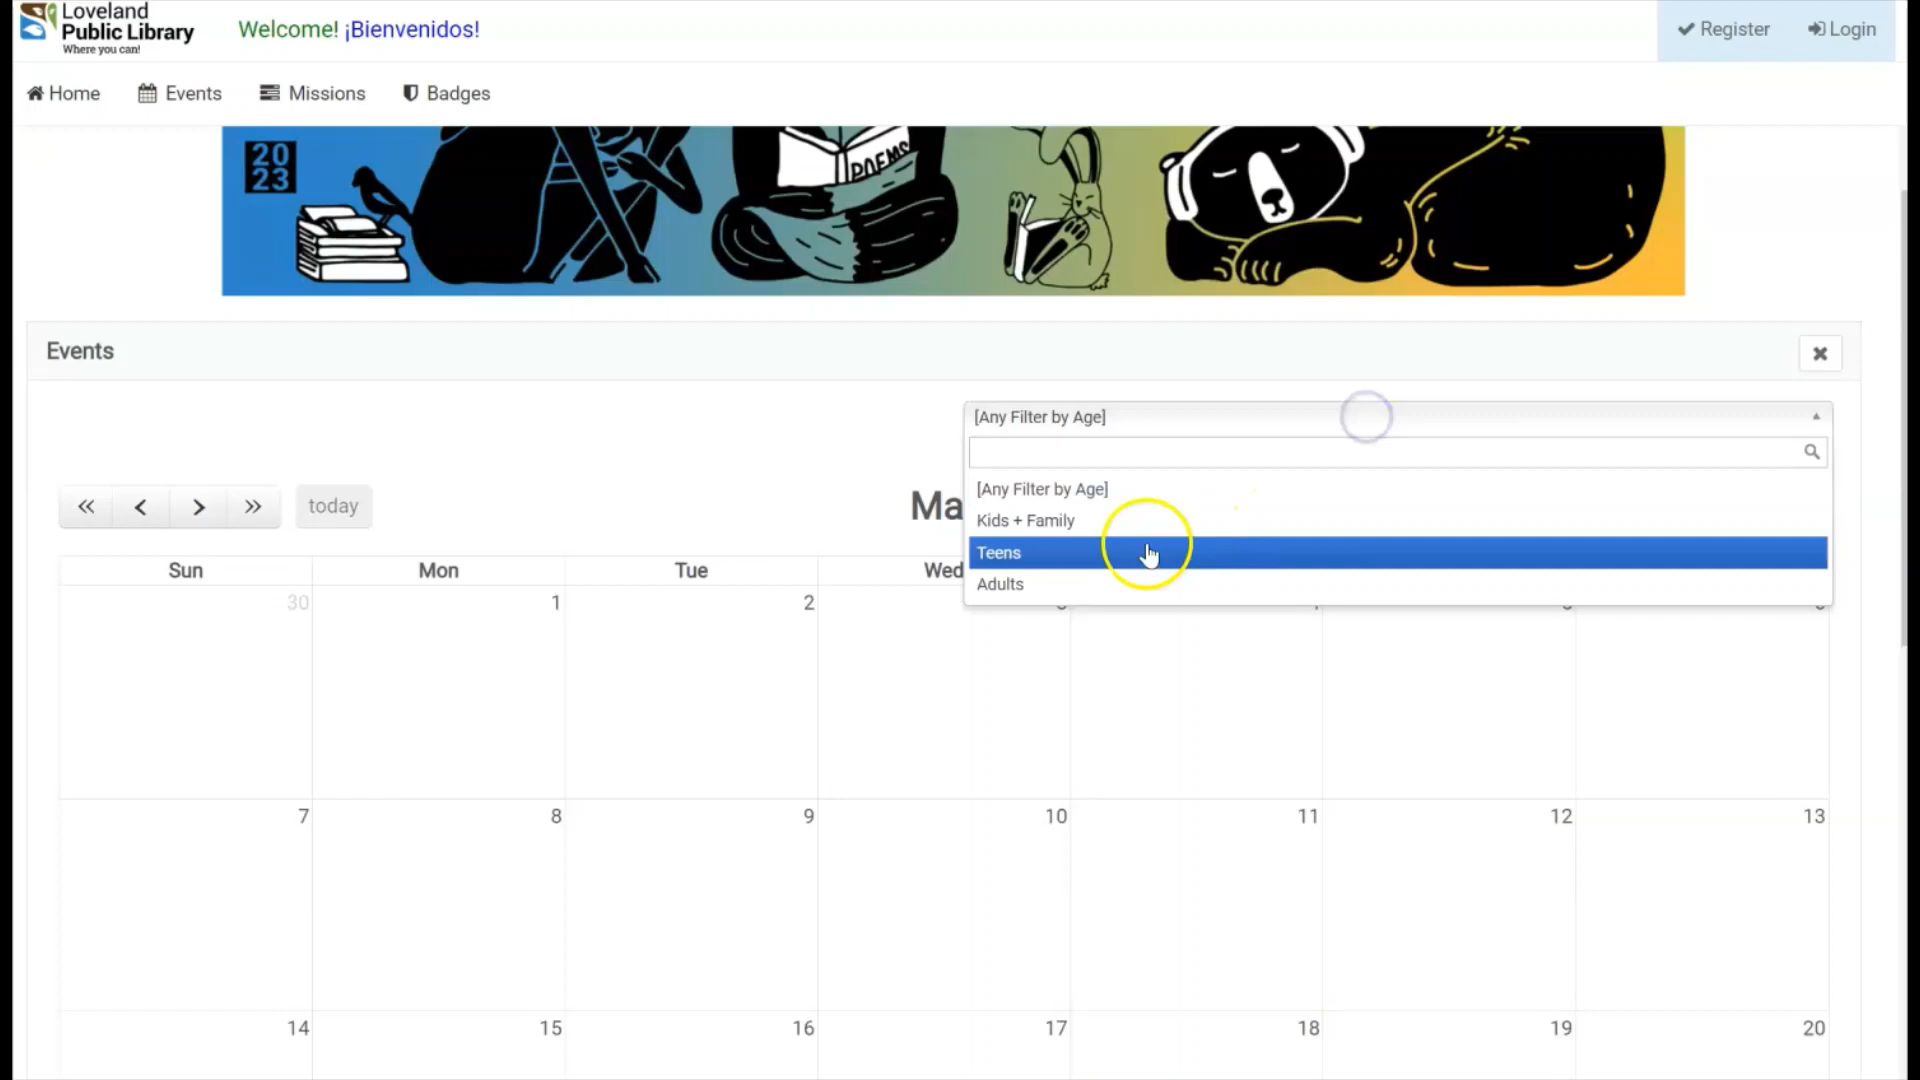 Loveland
Public Library
Where you can!
Welcome! ¡Bienvenidos!
Register
Login
Home
Events
Missions
Badges
20
23
POEMS
Events
[Any Filter by Age]
[Any Filter by Age]
Kids + Family
Teens
Adults
today
Ma
Sun
Mon
Tue
Wed
30 1 2
7 8 9 10 11 12 13
14 15 16 17 18 19 20